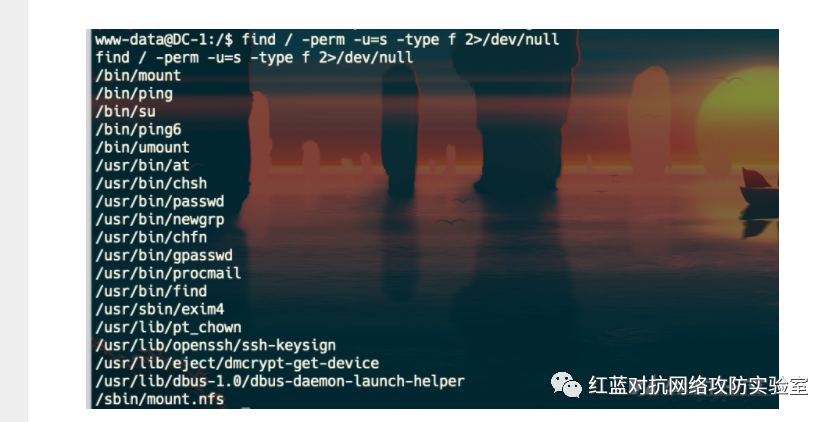 www-data@DC-1:/$ find / -perm -u=s -type f 2>/dev/null
find / -perm -u=s -type f 2>/dev/null
/bin/mount
/bin/ping
/bin/su
/bin/ping6
/bin/umount
/usr/bin/at
/usr/bin/chsh
/usr/bin/passwd
/usr/bin/newgrp
/usr/bin/chfn
/usr/bin/gpasswd
/usr/bin/procmail
/usr/bin/find
/usr/sbin/exim4
/usr/lib/pt_chown
/usr/lib/openssh/ssh-keysign
/usr/lib/eject/dmcrypt-get-device
/usr/lib/dbus-1.0/dbus-daemon-launch-helper
/sbin/mount.nfs
红蓝对抗网络攻防实验室